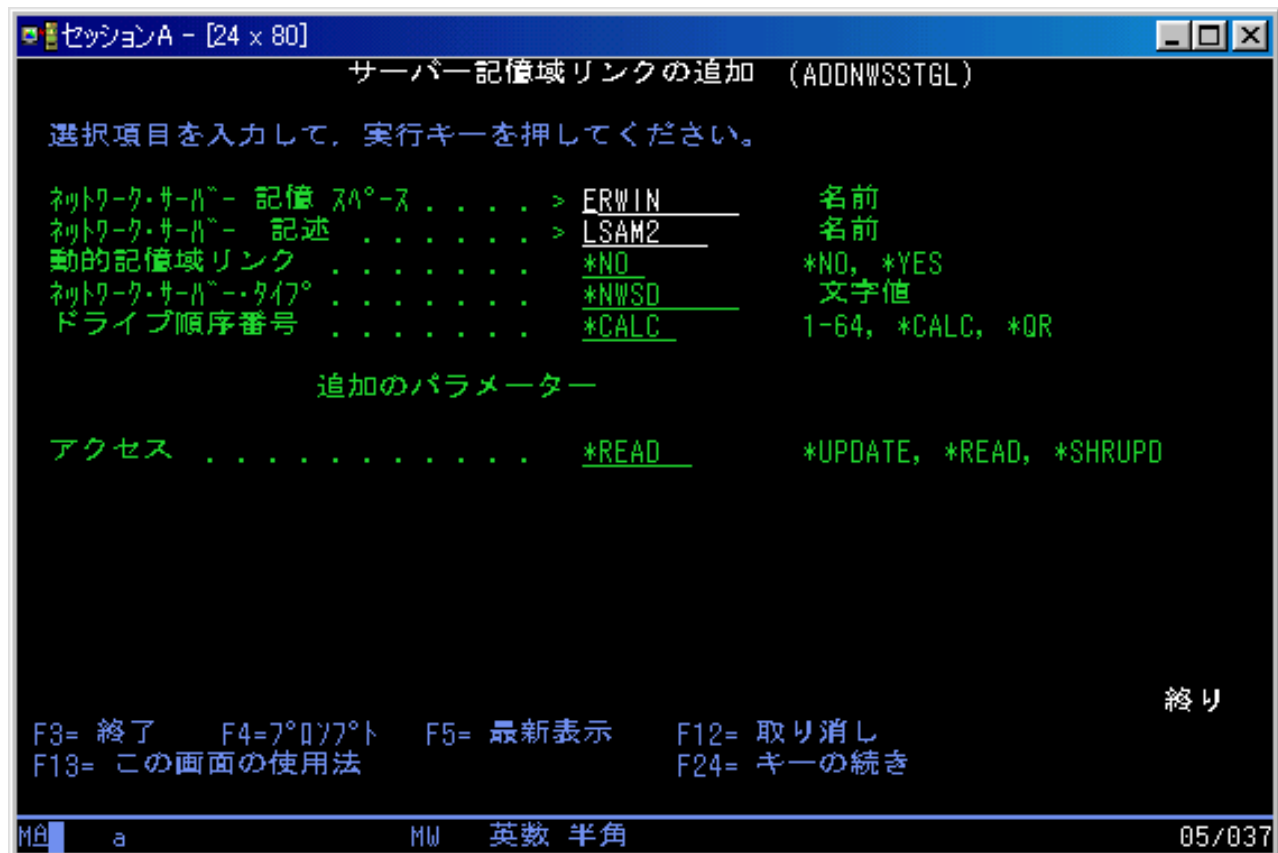 セッションA - [24 x 80]
サーバー記憶域リンクの追加 (ADDNWSSTGL)
選択項目を入力して, 実行キーを押してください。
ﾈｯﾄﾜｰｸ･ｻｰﾊﾞｰ 記憶 ｽﾍﾟｰｽ . . . . > ERWIN 名前
ﾈｯﾄﾜｰｸ･ｻｰﾊﾞｰ 記述 . . . . . . > LSAM2 名前
動的記憶域リンク . . . . . . . *NO *NO, *YES
ﾈｯﾄﾜｰｸ･ｻｰﾊﾞｰ･ﾀｲﾌﾟ . . . . . . . *NWSD 文字値
ドライブ順序番号 . . . . . . . *CALC 1-64, *CALC, *QR
追加のパラメーター
アクセス . . . . . . . . . . . *READ *UPDATE, *READ, *SHRUPD
終り
F3= 終了 F4=ﾌﾟﾛﾝﾌﾟﾄ F5= 最新表示 F12= 取り消し
F13= この画面の使用法 F24= キーの続き
MA a MW 英数 半角 05/037